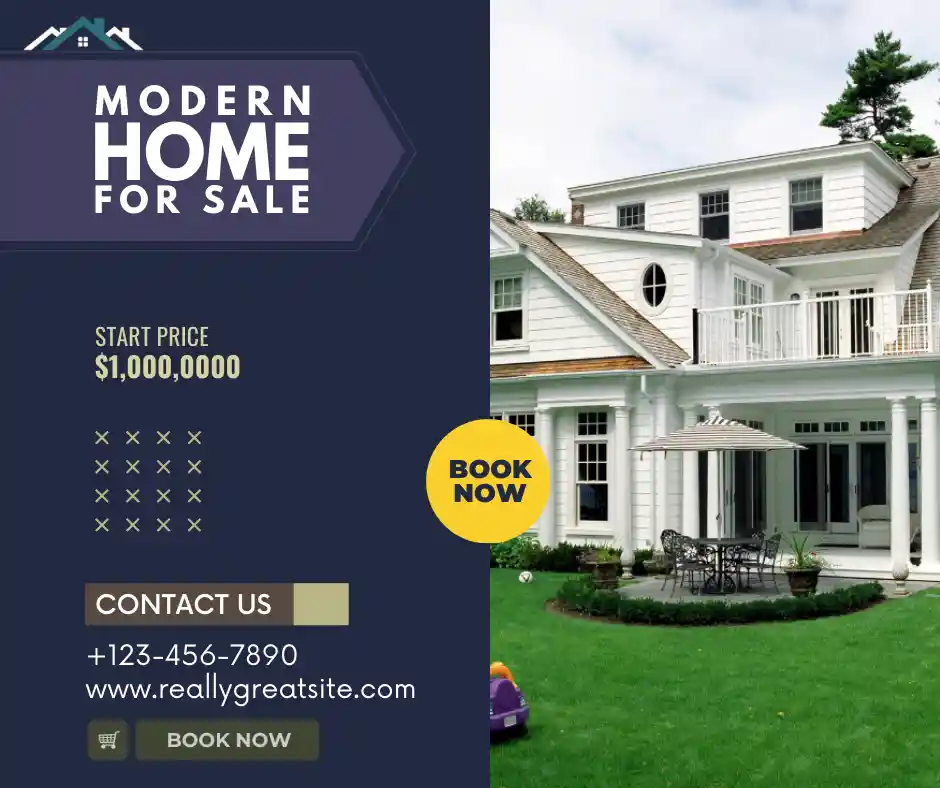 MODERN
HOME
FOR SALE
START PRICE
$1,000,0000
BOOK
NOW
CONTACT US
+123-456-7890
www.reallygreatsite.com
BOOK NOW